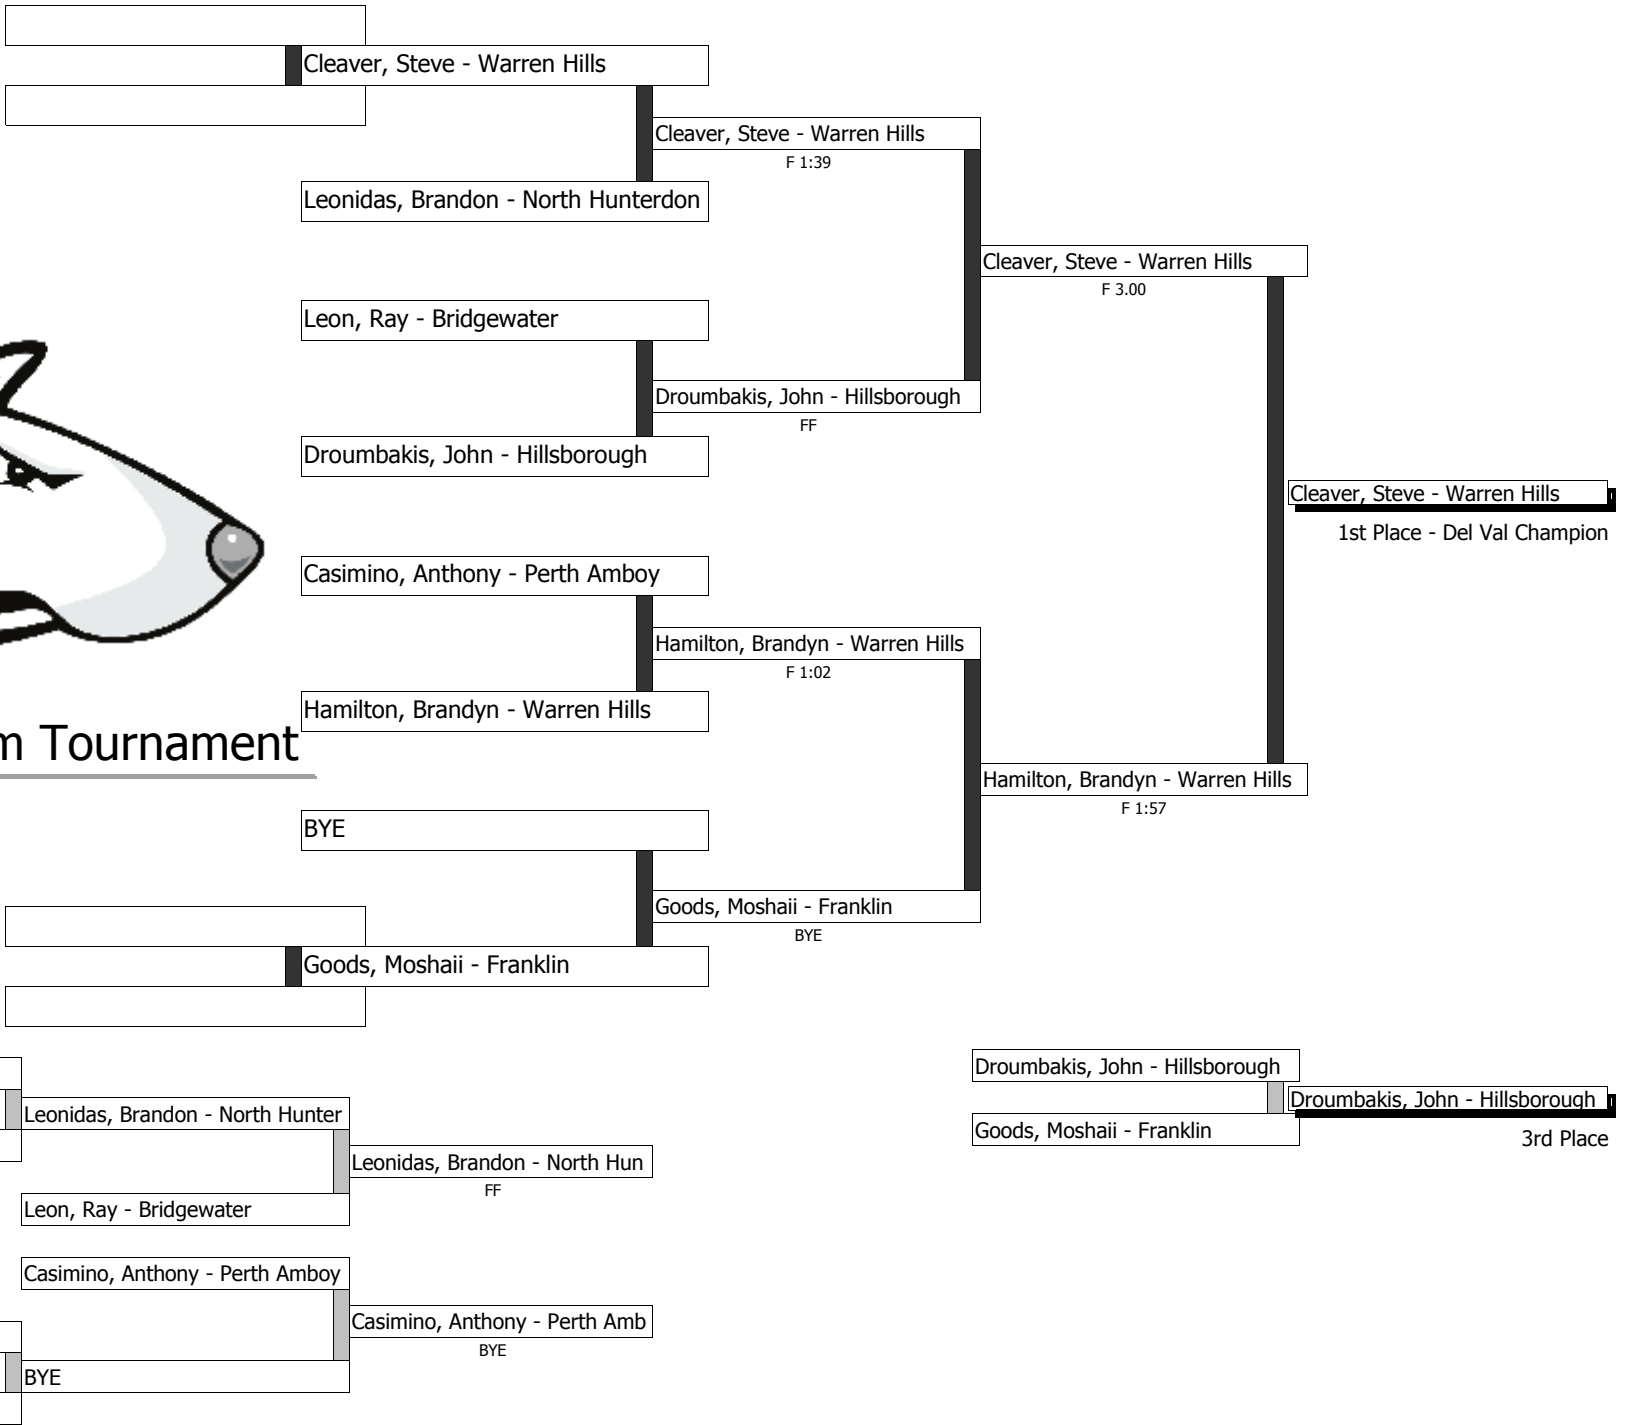 Cleaver, Steve - Warren Hills
Cleaver, Steve - Warren Hills
F 1:39
Leonidas, Brandon - North Hunterdon
Cleaver, Steve - Warren Hills
F 3.00
Leon, Ray - Bridgewater
Droumbakis, John - Hillsborough
FF
Droumbakis, John - Hillsborough
Cleaver, Steve - Warren Hills
1st Place - Del Val Champion
Casimino, Anthony - Perth Amboy
Hamilton, Brandyn - Warren Hills
F 1:02
Hamilton, Brandyn - Warren Hills
m Tournament
Hamilton, Brandyn - Warren Hills
F 1:57
BYE
Goods, Moshaii - Franklin
BYE
Goods, Moshaii - Franklin
Droumbakis, John - Hillsborough
Droumbakis, John - Hillsborough
Goods, Moshaii - Franklin
3rd Place
Leonidas, Brandon - North Hunter
Leonidas, Brandon - North Hun
FF
Leon, Ray - Bridgewater
Casimino, Anthony - Perth Amboy
Casimino, Anthony - Perth Amb
BYE
BYE